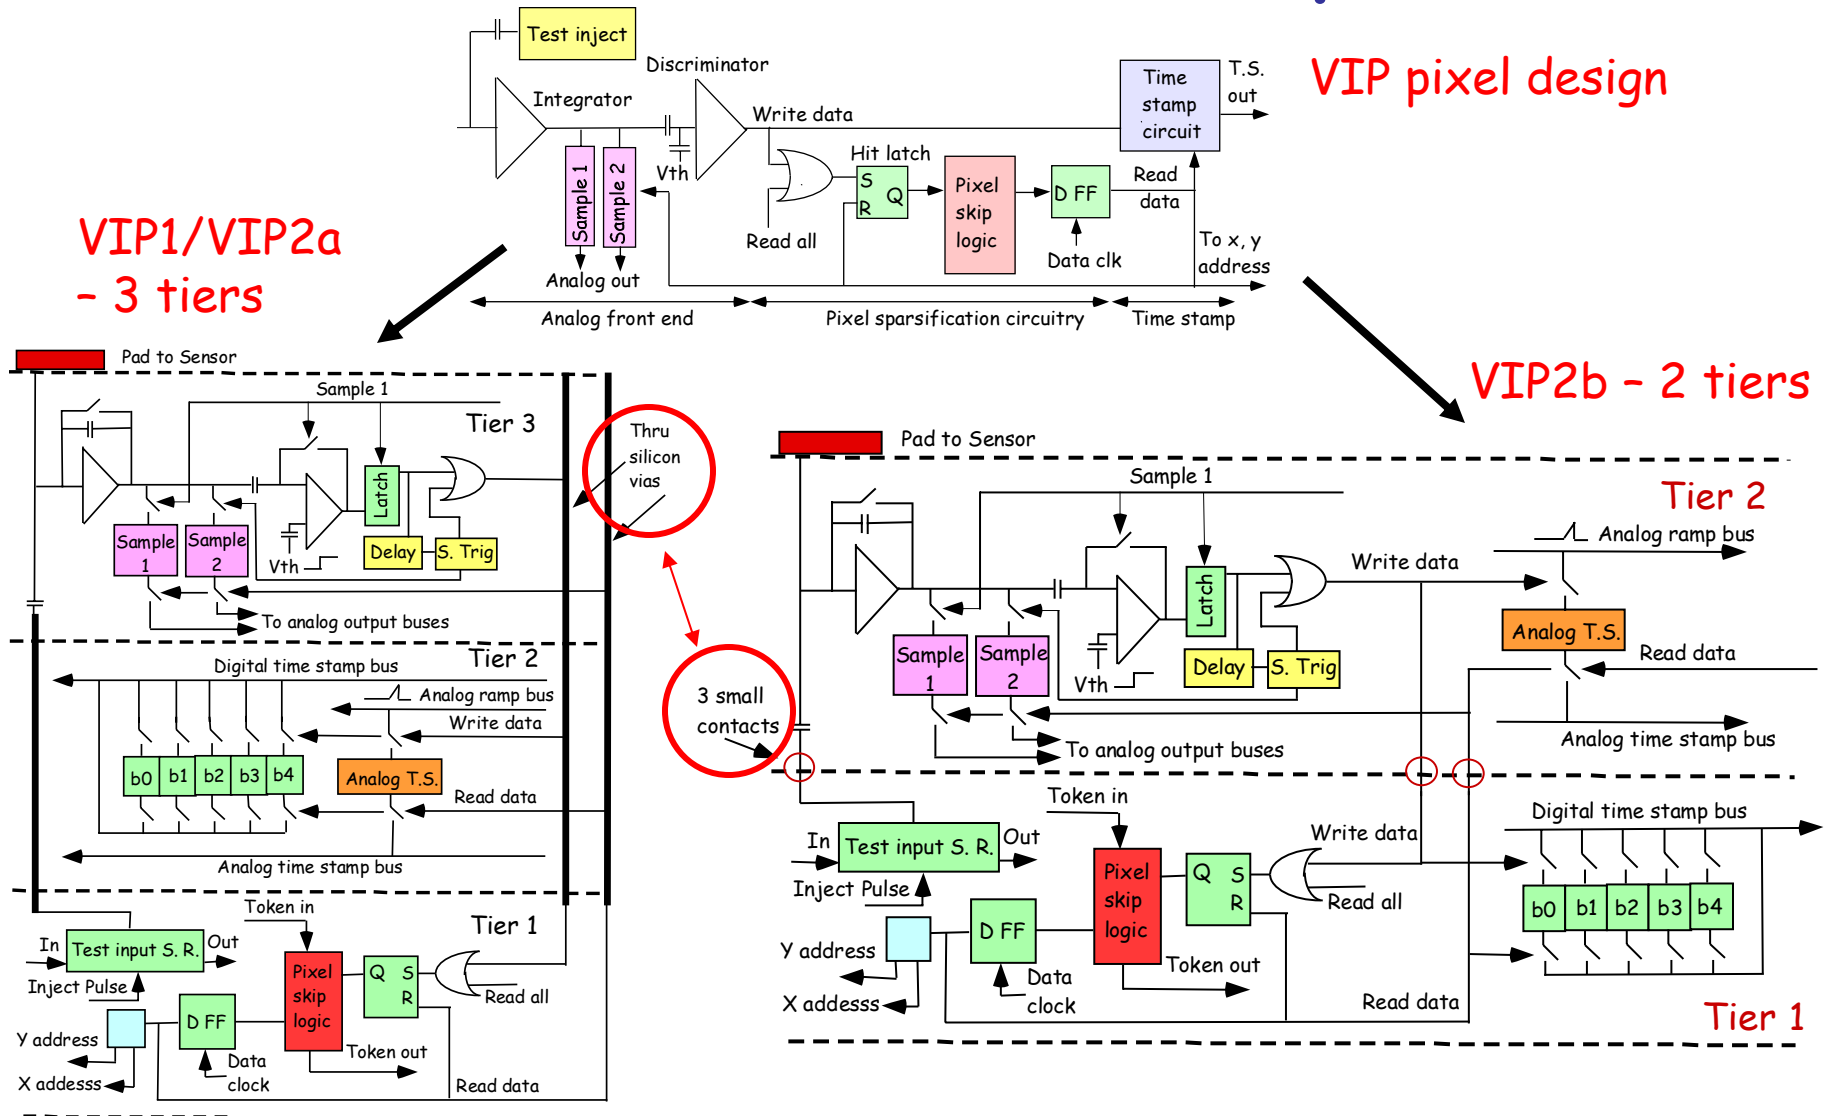 VIP pixel design
Test inject
Discriminator
Integrator
Write data
Time
stamp
circuit
T.S.
out
Sample 1
Sample 2
Vth
Hit latch
S
R
Q
Read all
Pixel
skip
logic
D FF
Data clk
Read
data
To x, y
address
Analog out
Analog front end
Pixel sparsification circuitry
Time stamp
VIP1/VIP2a
– 3 tiers
Pad to Sensor
Sample 1
Tier 3
Latch
Sample
1
Sample
2
Vth
Delay
S. Trig
To analog output buses
Thru
silicon
vias
Tier 2
Digital time stamp bus
Analog ramp bus
Write data
b0
b1
b2
b3
b4
Analog T.S.
Read data
Analog time stamp bus
Token in
Tier 1
In
Test input S. R.
Out
Inject Pulse
Pixel
skip
logic
Q
S
R
Read all
D FF
Y address
X addesss
Data
clock
Token out
Read data
3 small
contacts
VIP2b – 2 tiers
Pad to Sensor
Sample 1
Tier 2
Analog ramp bus
Write data
Latch
Analog T.S.
Read data
Sample
1
Sample
2
Vth
Delay
S. Trig
Analog time stamp bus
To analog output buses
Token in
Digital time stamp bus
In
Test input S. R.
Out
Inject Pulse
Write data
Pixel
skip
logic
Q
S
R
Read all
b0
b1
b2
b3
b4
D FF
Y address
X addesss
Data
clock
Token out
Read data
Tier 1